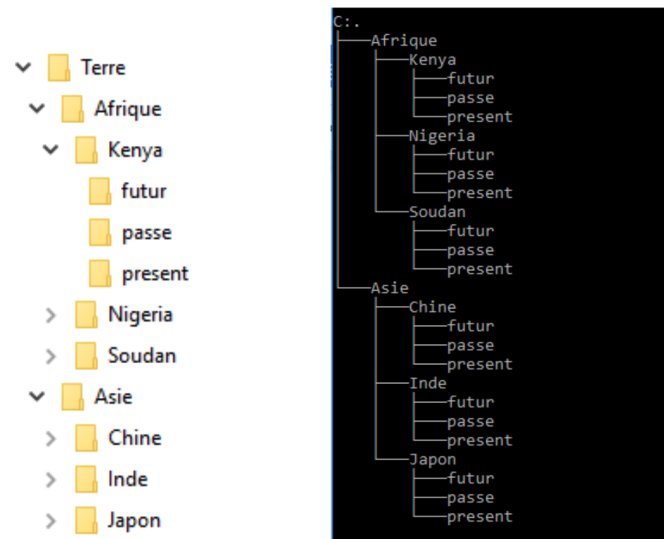 Terre
Afrique
Kenya
futur
passe
present
Nigeria
Soudan
Asie
Chine
Inde
Japon
C:.
Afrique
Kenya
futur
passe
present
Nigeria
futur
passe
present
Soudan
futur
passe
present
Asie
Chine
futur
passe
present
Inde
futur
passe
present
Japon
futur
passe
present